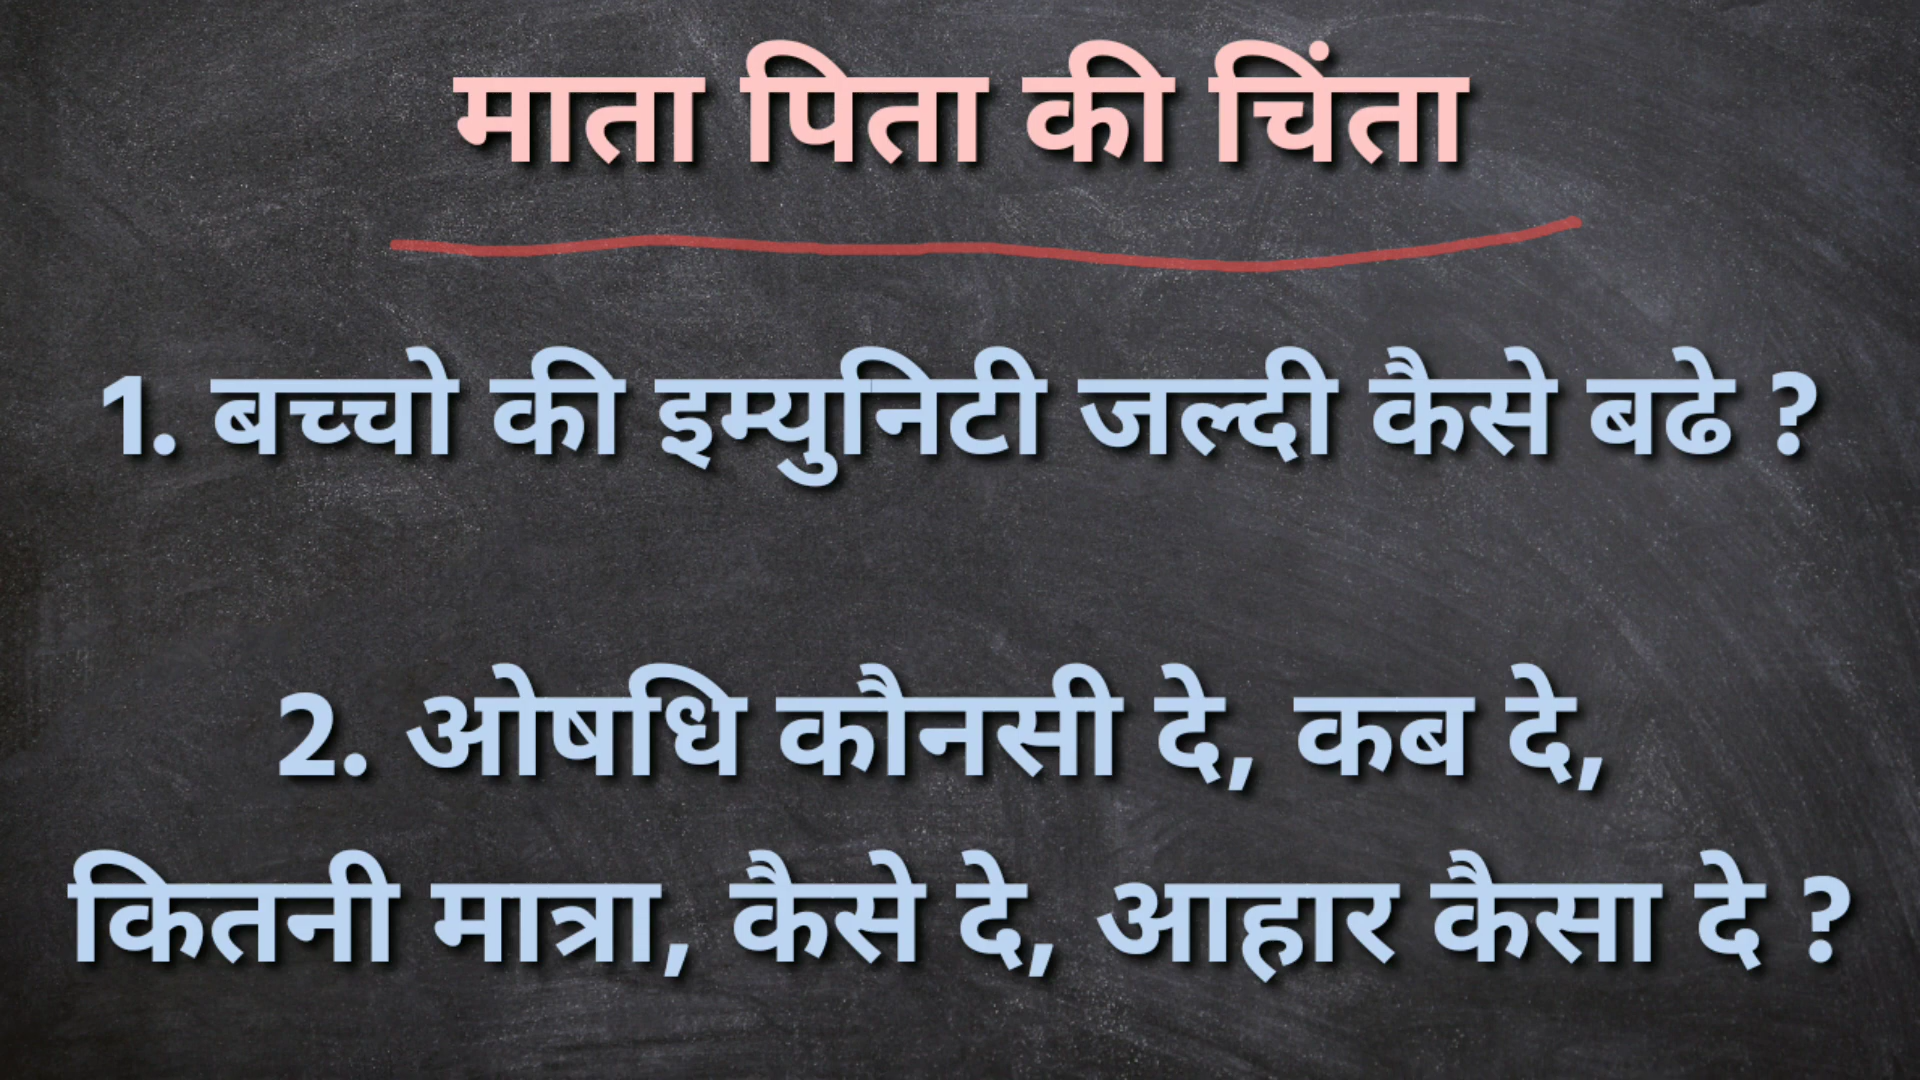 माता पिता की चिंता
1. बच्चो की इम्युनिटी जल्दी कैसे बढे ?
2. ओषधि कौनसी दे, कब दे,
कितनी मात्रा, कैसे दे, आहार कैसा दे ?